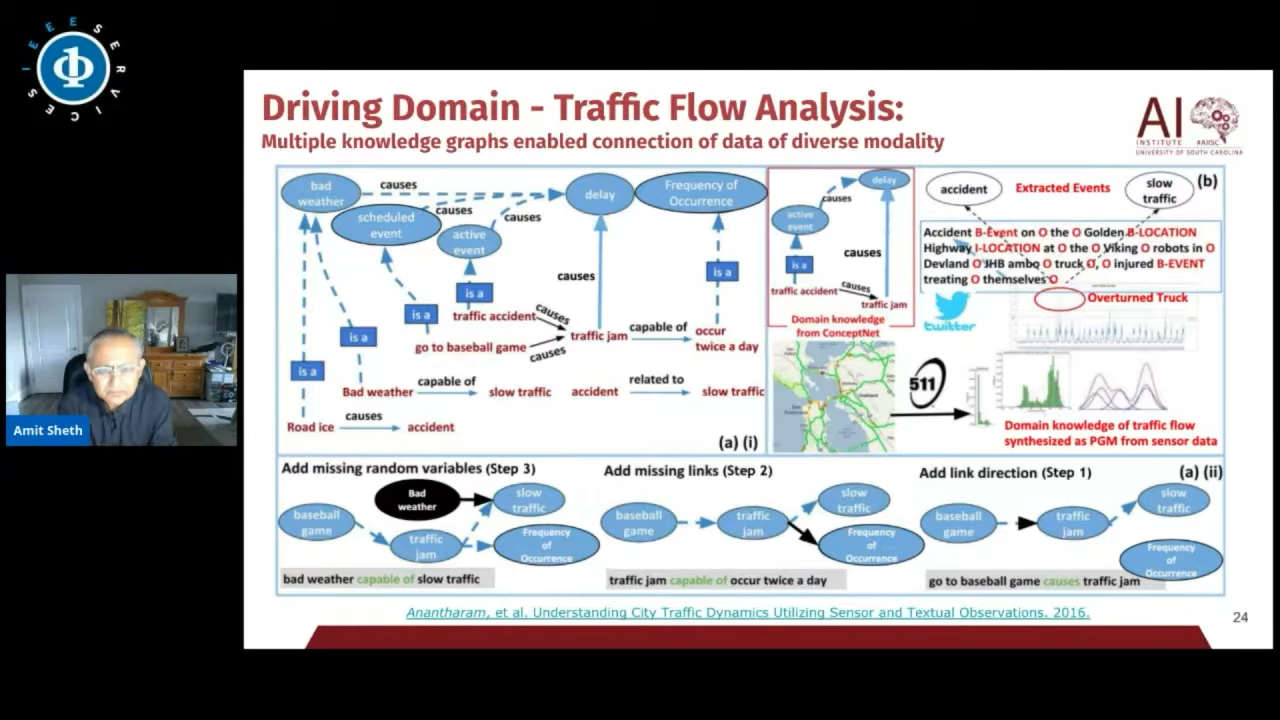 IEEE SERVICES
Driving Domain - Traffic Flow Analysis:
Multiple knowledge graphs enabled connection of data of diverse modality
AI
INSTITUTE #AIISC
UNIVERSITY OF SOUTH CAROLINA
bad
weather
causes
scheduled
event
causes
active
event
causes
delay
Frequency of
Occurrence
causes
is a
is a
is a
is a
is a
traffic accident
causes
go to baseball game
causes
traffic jam
capable of
occur
twice a day
Bad weather
capable of
slow traffic
accident
related to
slow traffic
Road ice
causes
accident
(a) (i)
delay
causes
active
event
causes
is a
traffic accident
causes
traffic jam
Domain knowledge
from ConceptNet
accident
Extracted Events
slow
traffic
(b)
Accident B-Event on O the O Golden B-LOCATION
Highway I-LOCATION at O the O Viking O robots in O
Devland O JHB ambo O truck O, O injured B-EVENT
treating O themselves O
twitter
Overturned Truck
511
Domain knowledge of traffic flow
synthesized as PGM from sensor data
Add missing random variables (Step 3)
Bad
weather
slow
traffic
baseball
game
traffic
jam
Frequency
of
Occurrence
bad weather capable of slow traffic
Add missing links (Step 2)
slow
traffic
baseball
game
traffic
jam
Frequency
of
Occurrence
traffic jam capable of occur twice a day
Add link direction (Step 1)
(a) (ii)
slow
traffic
baseball
game
traffic
jam
Frequency
of
Occurrence
go to baseball game causes traffic jam
Anantharam, et al. Understanding City Traffic Dynamics Utilizing Sensor and Textual Observations. 2016.
24
Amit Sheth